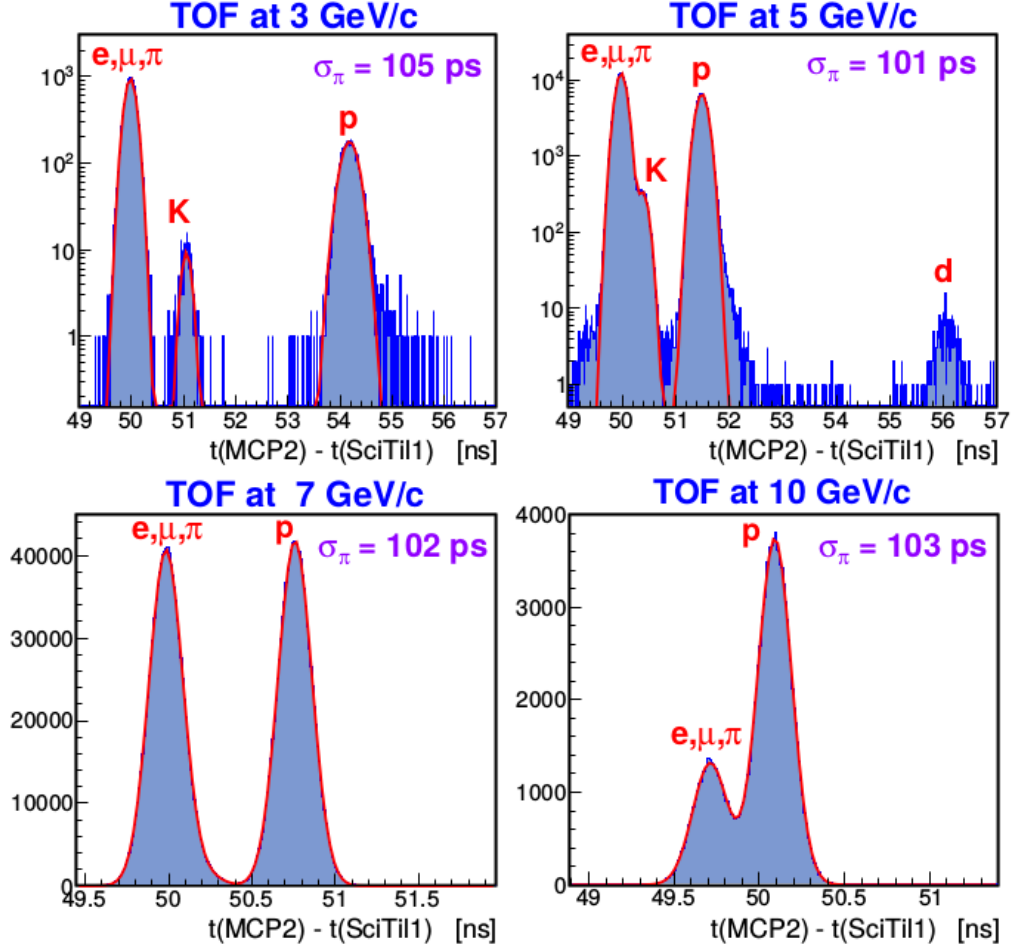 TOF at 3 GeV/c
e,μ,π
σπ = 105 ps
K
p
10³
10²
10
1
49 50 51 52 53 54 55 56 57
t(MCP2) - t(SciTil1) [ns]
TOF at 5 GeV/c
e,μ,π
σπ = 101 ps
p
K
d
10⁴
10³
10²
10
1
49 50 51 52 53 54 55 56 57
t(MCP2) - t(SciTil1) [ns]
TOF at 7 GeV/c
e,μ,π
p
σπ = 102 ps
40000
30000
20000
10000
0
49.5 50 50.5 51 51.5
t(MCP2) - t(SciTil1) [ns]
TOF at 10 GeV/c
p
σπ = 103 ps
e,μ,π
4000
3000
2000
1000
0
49 49.5 50 50.5 51
t(MCP2) - t(SciTil1) [ns]